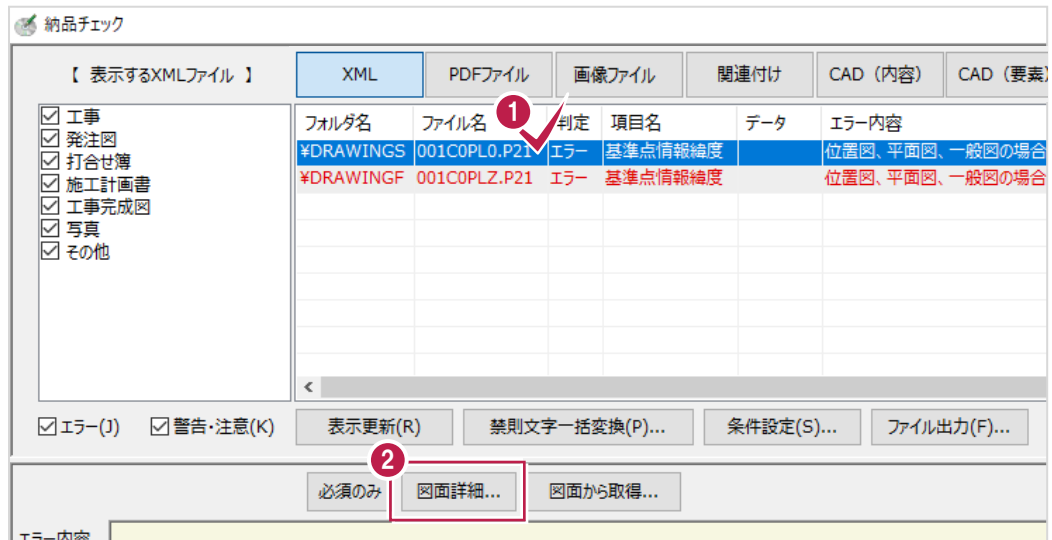 納品チェック
【 表示するXMLファイル 】
XML PDFファイル 画像ファイル 関連付け CAD（内容） CAD（要素）
工事
発注図
打合せ簿
施工計画書
工事完成図
写真
その他
フォルダ名 ファイル名 1 判定 項目名 データ エラー内容
¥DRAWINGS 001C0PL0.P21 エラー 基準点情報緯度 位置図、平面図、一般図の場合
¥DRAWINGF 001C0PLZ.P21 エラー 基準点情報緯度 位置図、平面図、一般図の場合
エラー(J) 警告・注意(K) 表示更新(R) 禁則文字一括変換(P)... 条件設定(S)... ファイル出力(F)...
2
必須のみ 図面詳細... 図面から取得...
エラー内容